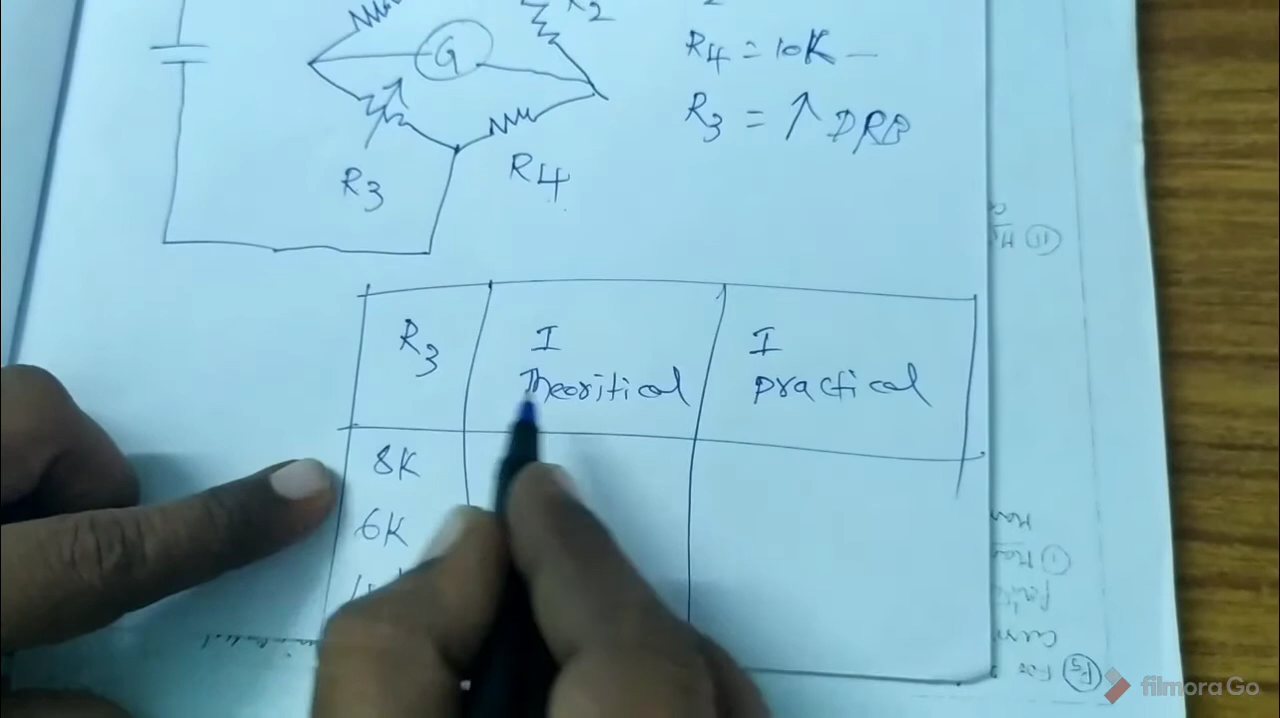 R2
G
R4 = 10K
R3 = ↑ DRB
R3
R4
R3
I
Theoritical
I
practical
8K
6K
filmora Go